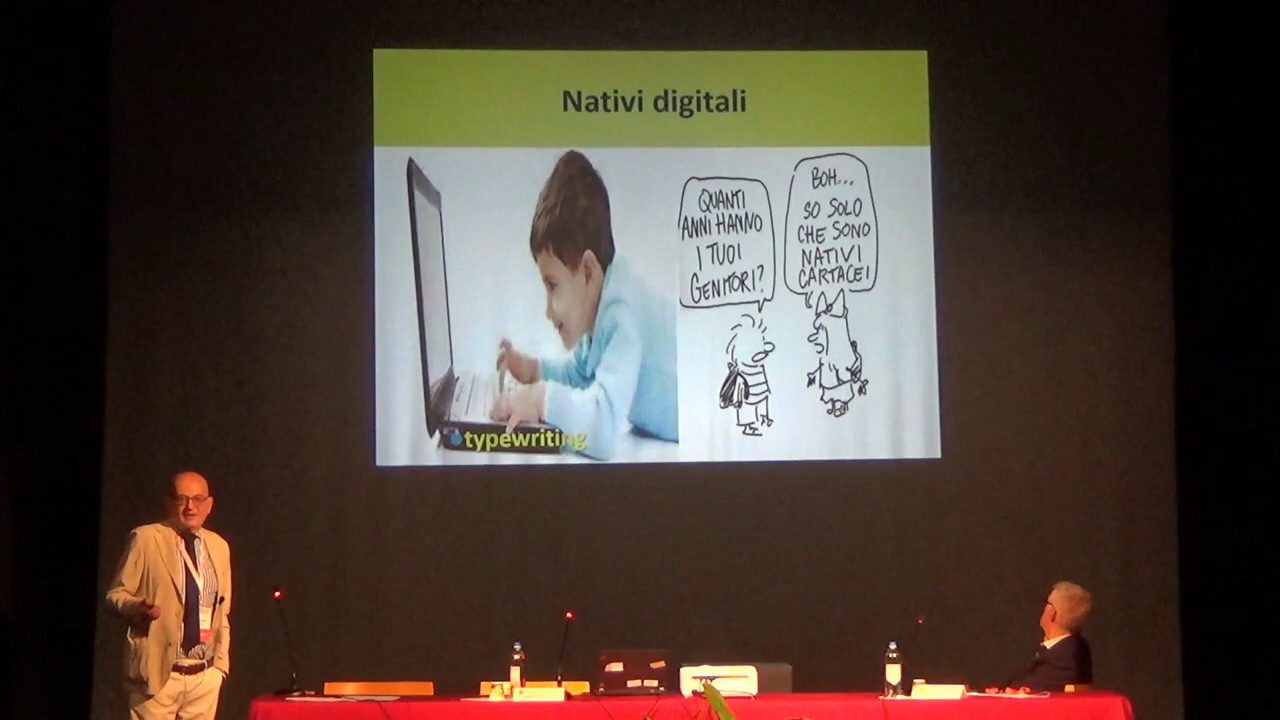 Nativi digitali
QUANTI
ANNI HANNO
I TUOI
GENITORI?
BOH...
SO SOLO
CHE SONO
NATIVI
CARTACEI
typewriting